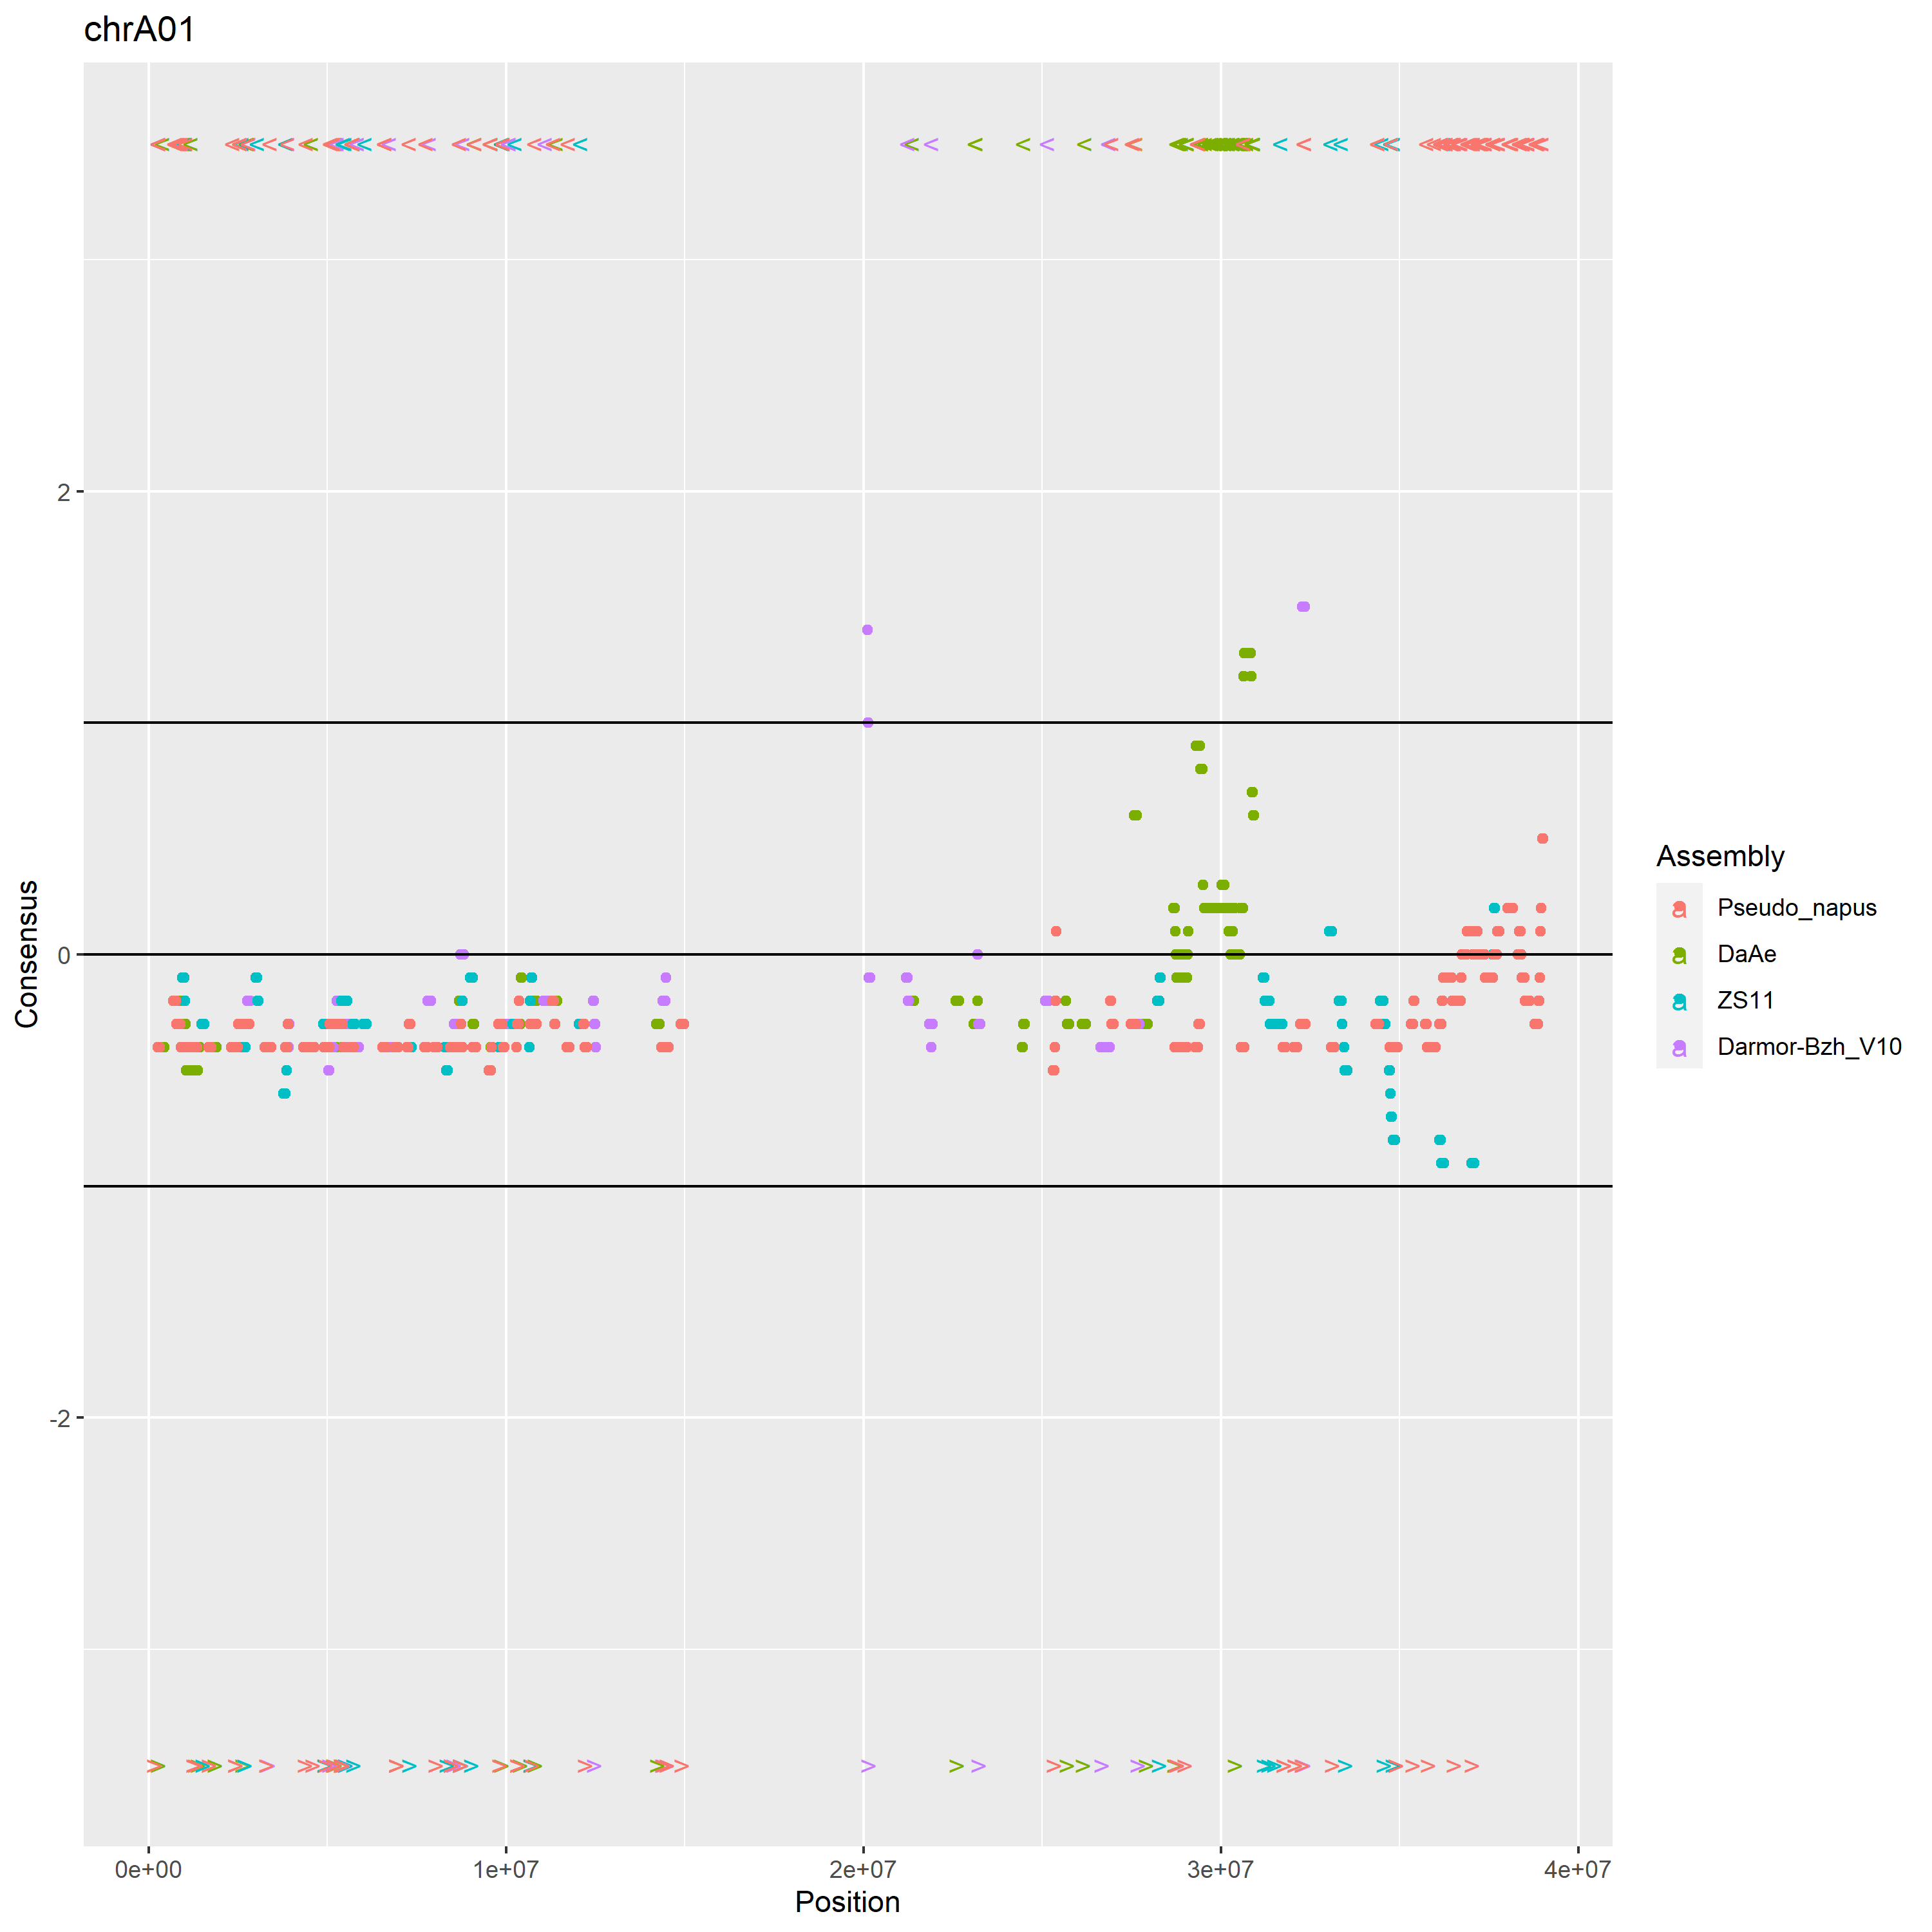 chrA01
Consensus
2
0
-2
0e+00
1e+07
2e+07
3e+07
4e+07
Position
Assembly
a Pseudo_napus
a DaAe
a ZS11
a Darmor-Bzh_V10